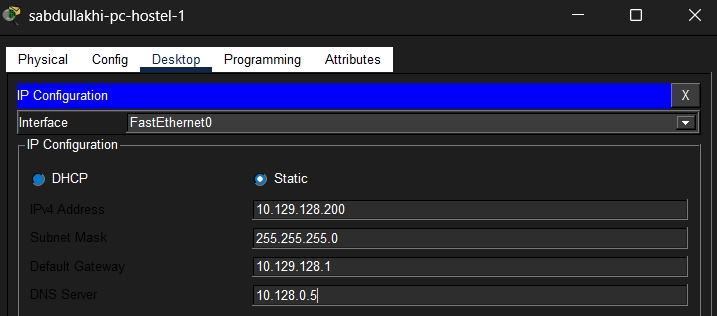 sabdullakhi-pc-hostel-1
Physical Config Desktop Programming Attributes
IP Configuration X
Interface FastEthernet0
IP Configuration
DHCP Static
IPv4 Address 10.129.128.200
Subnet Mask 255.255.255.0
Default Gateway 10.129.128.1
DNS Server 10.128.0.5